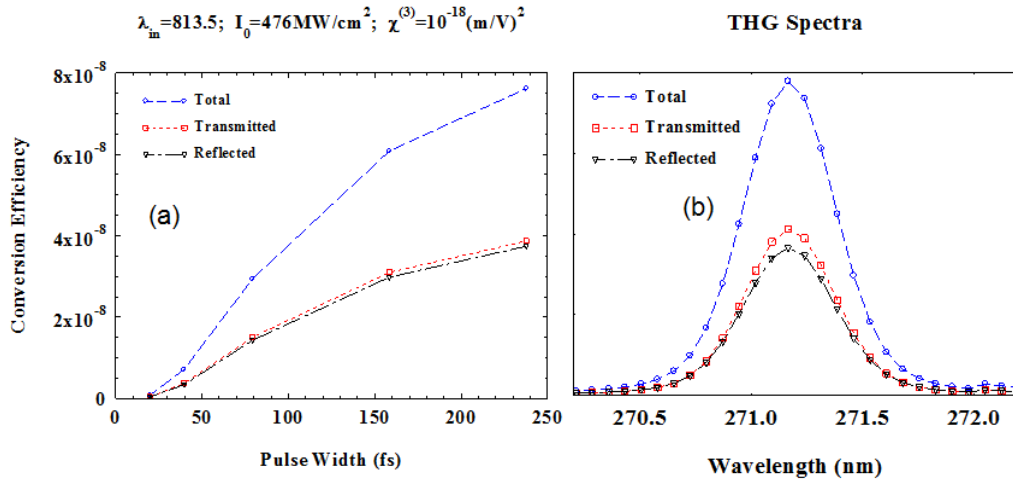 λin=813.5; I0=476MW/cm²; χ⁽³⁾=10⁻¹⁸(m/V)²
8x10⁻⁸
6x10⁻⁸
4x10⁻⁸
2x10⁻⁸
0
Conversion Efficiency
Total
Transmitted
Reflected
(a)
0 50 100 150 200 250
Pulse Width (fs)
THG Spectra
Total
Transmitted
Reflected
(b)
270.5 271.0 271.5 272.0
Wavelength (nm)